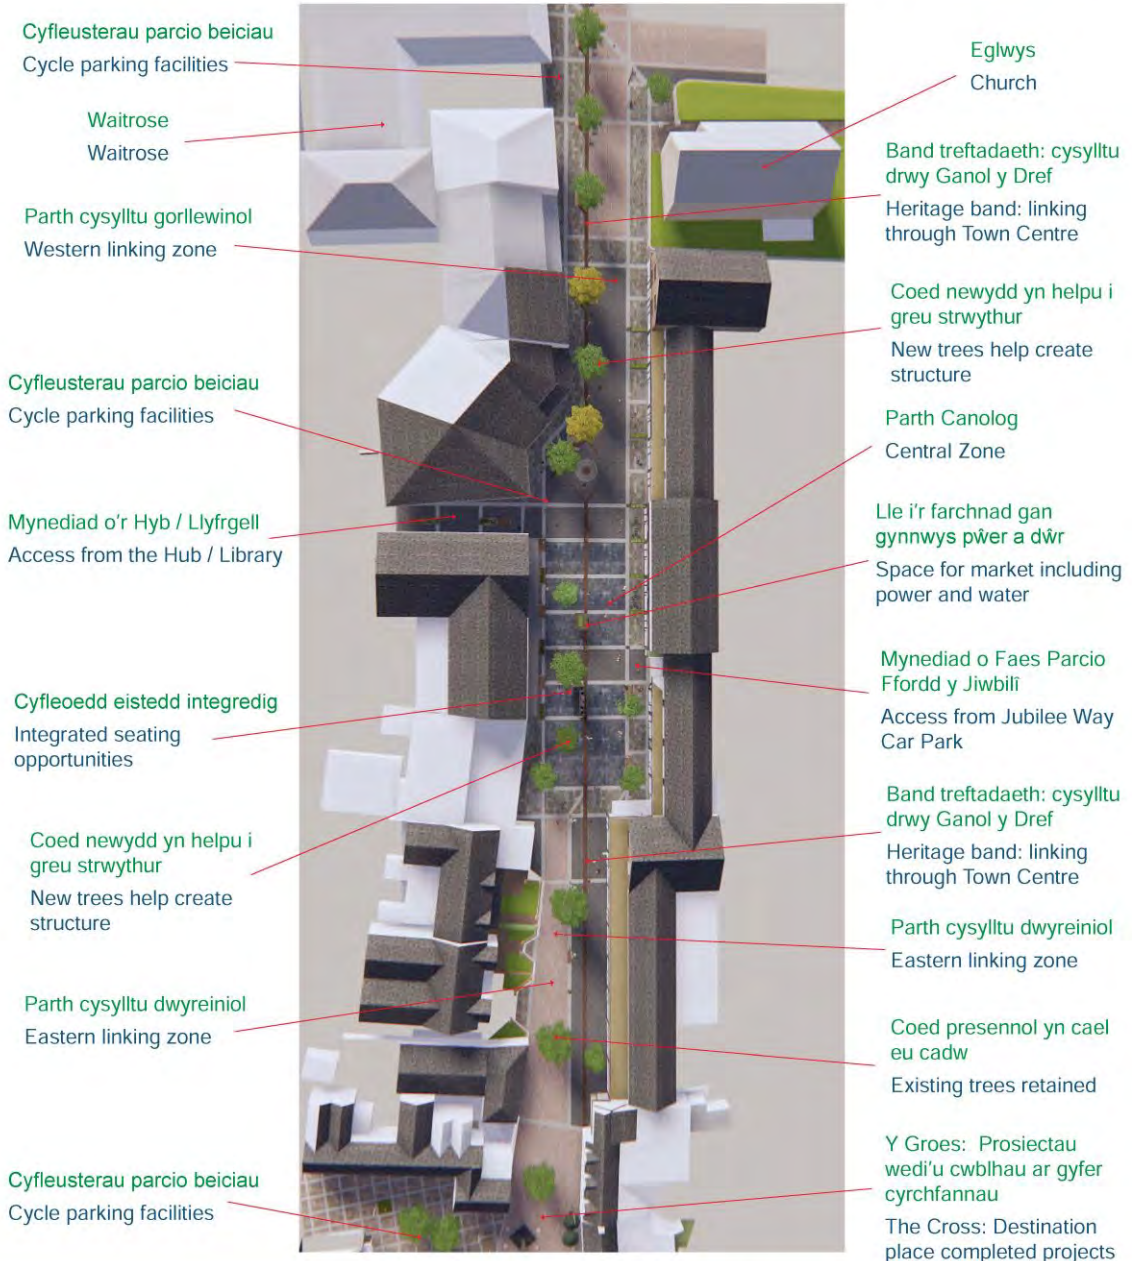 Cyfleusterau parcio beiciau
Cycle parking facilities
Waitrose
Waitrose
Parth cysylltu gorllewinol
Western linking zone
Cyfleusterau parcio beiciau
Cycle parking facilities
Mynediad o'r Hyb / Llyfrgell
Access from the Hub / Library
Cyfleoedd eistedd integredig
Integrated seating
opportunities
Coed newydd yn helpu i
greu strwythur
New trees help create
structure
Parth cysylltu dwyreiniol
Eastern linking zone
Cyfleusterau parcio beiciau
Cycle parking facilities
Eglwys
Church
Band treftadaeth: cysylltu
drwy Ganol y Dref
Heritage band: linking
through Town Centre
Coed newydd yn helpu i
greu strwythur
New trees help create
structure
Parth Canolog
Central Zone
Lle i'r farchnad gan
gynnwys pŵer a dŵr
Space for market including
power and water
Mynediad o Faes Parcio
Ffordd y Jiwbilî
Access from Jubilee Way
Car Park
Band treftadaeth: cysylltu
drwy Ganol y Dref
Heritage band: linking
through Town Centre
Parth cysylltu dwyreiniol
Eastern linking zone
Coed presennol yn cael
eu cadw
Existing trees retained
Y Groes: Prosiectau
wedi'u cwblhau ar gyfer
cyrchfannau
The Cross: Destination
place completed projects